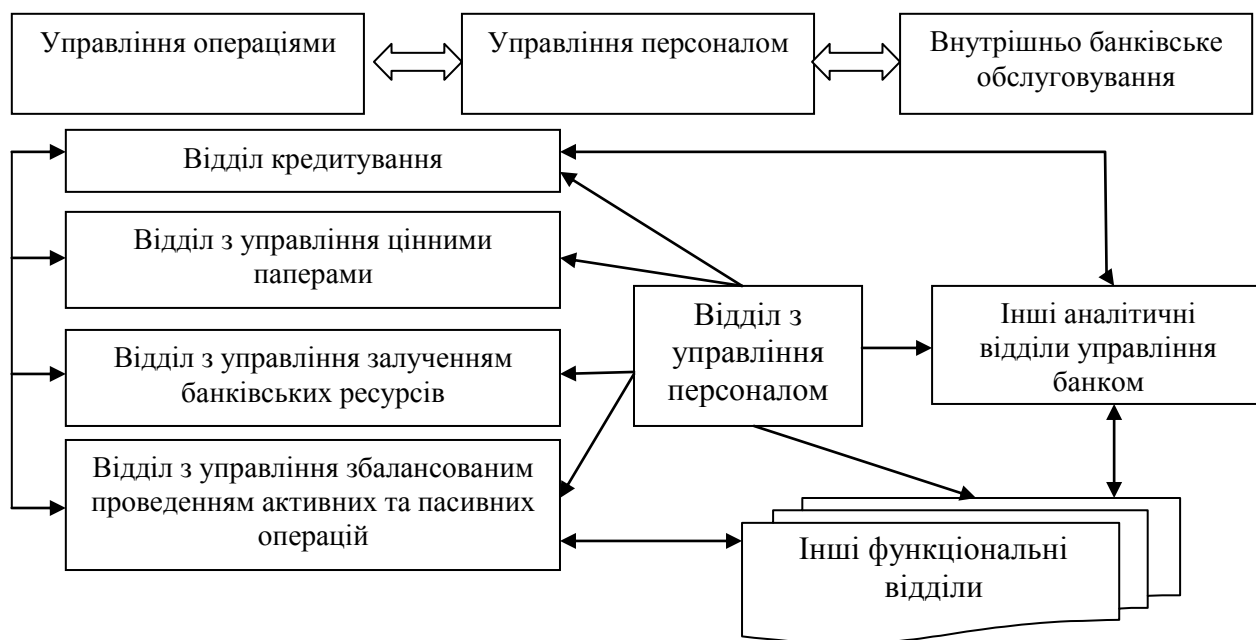 Управління операціями
Управління персоналом
Внутрішньо банківське
обслуговування
Відділ кредитування
Відділ з управління цінними
паперами
Відділ з управління залученням
банківських ресурсів
Відділ з управління збалансованим
проведенням активних та пасивних
операцій
Відділ з
управління
персоналом
Інші аналітичні
відділи управління
банком
Інші функціональні
відділи